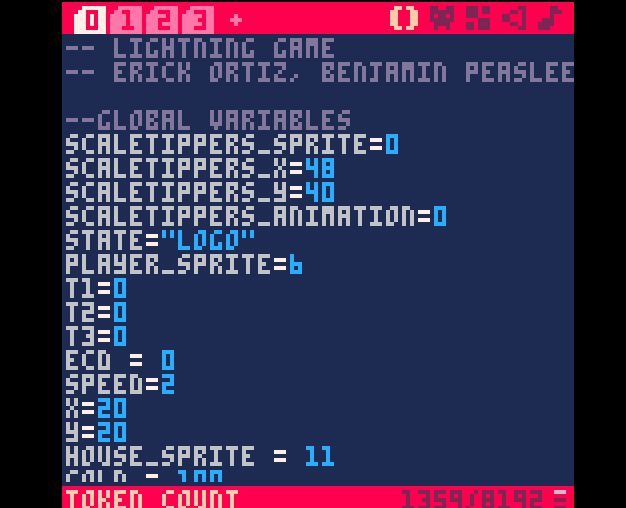 0 1 2 3 +
-- LIGHTNING GAME
-- ERICK ORTIZ, BENJAMIN PEASLEE
--GLOBAL VARIABLES
SCALETIPPERS_SPRITE=0
SCALETIPPERS_X=48
SCALETIPPERS_Y=40
SCALETIPPERS_ANIMATION=0
STATE="LOGO"
PLAYER_SPRITE=6
T1=0
T2=0
T3=0
ECD = 0
SPEED=2
X=20
Y=20
HOUSE_SPRITE = 11
GOLD = 100
TOKEN COUNT 1359/8192